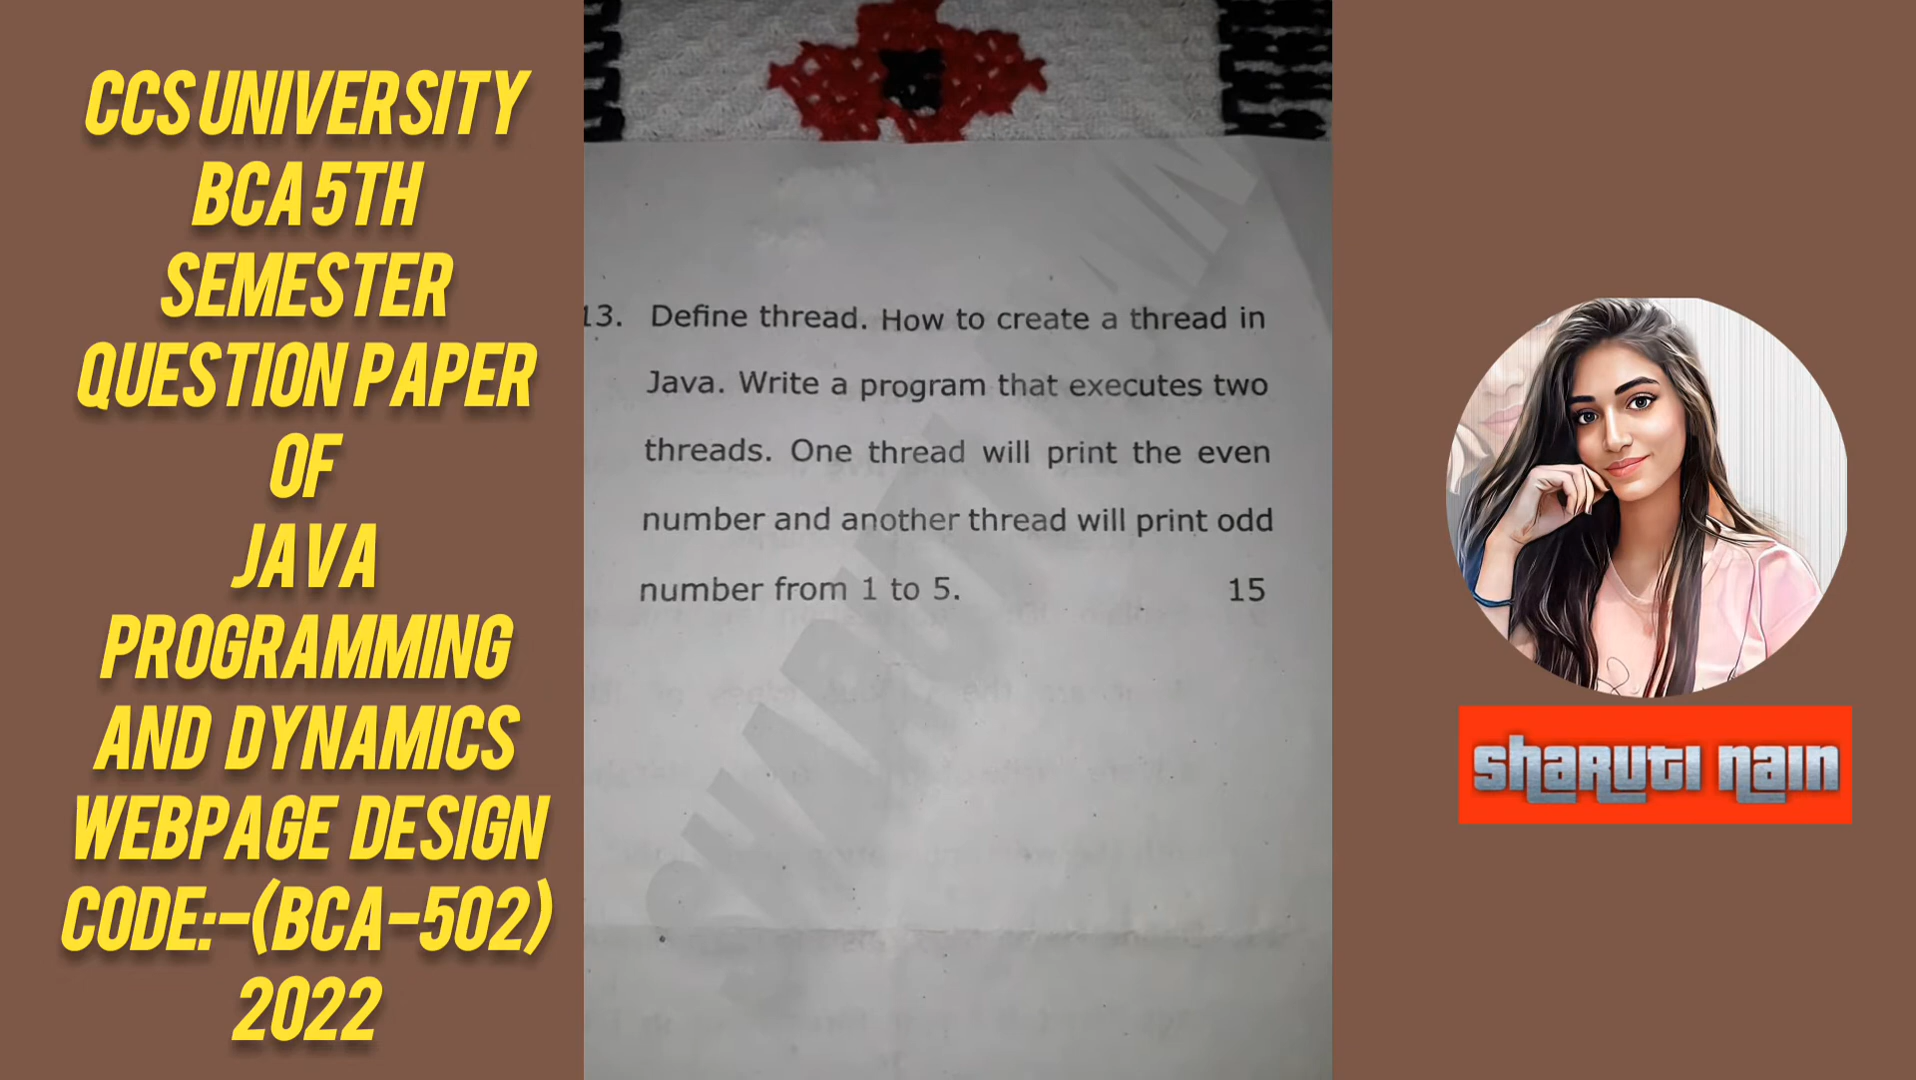 CCS UNIVERSITY
BCA 5TH
SEMESTER
QUESTION PAPER
OF
JAVA
PROGRAMMING
AND DYNAMICS
WEBPAGE DESIGN
CODE:-(BCA-502)
2022
13. Define thread. How to create a thread in
Java. Write a program that executes two
threads. One thread will print the even
number and another thread will print odd
number from 1 to 5. 15
SHARUTI NAIN
SHARUTI NAIN